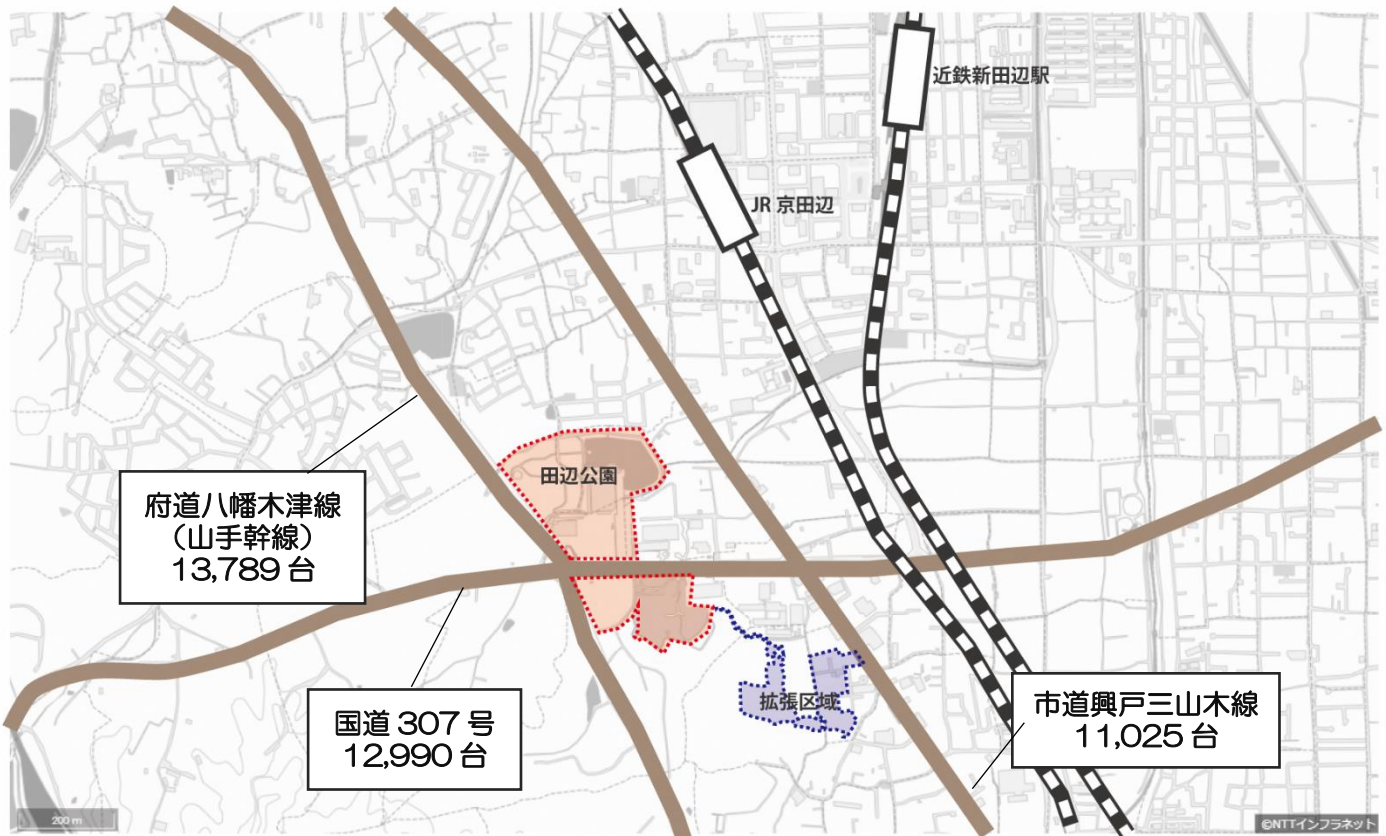 近鉄新田辺駅
JR 京田辺
田辺公園
府道八幡木津線
（山手幹線）
13,789 台
拡張区域
国道 307 号
12,990 台
市道興戸三山木線
11,025 台
200 m
©NTTインフラネット